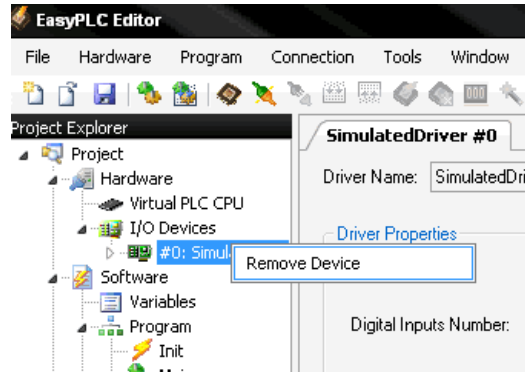 EasyPLC Editor
File Hardware Program Connection Tools Window
Project Explorer
Project
Hardware
Virtual PLC CPU
I/O Devices
#0:
Software
Variables
Program
Init
SimulatedDriver #0
Driver Name:
Driver Properties
Remove Device
Digital Inputs Number: